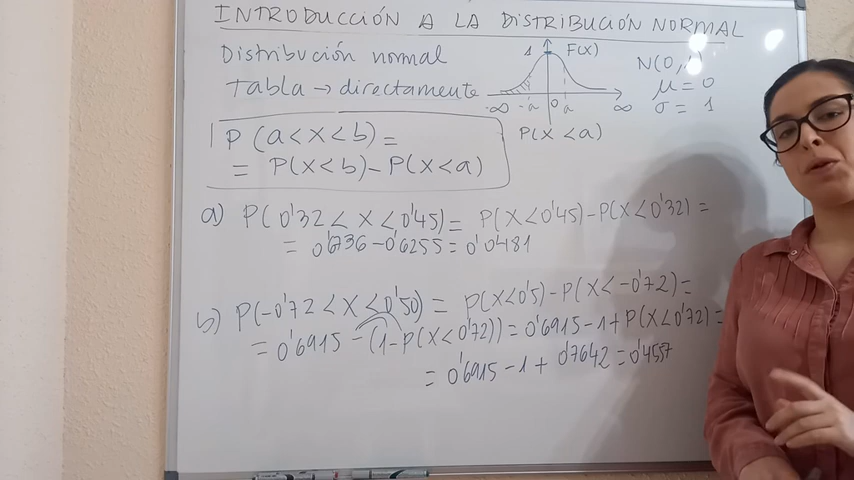 INTRODUCCIÓN A LA DISTRIBUCIÓN NORMAL
Distribución normal
Tabla → directamente
1 F(X)
-∞ -a 0 a ∞
P(X < a)
N(0,1)
μ = 0
σ = 1
P(a < X < b) =
= P(X < b) - P(X < a)
a) P(0'32 < X < 0'45) = P(X < 0'45) - P(X < 0'32) =
= 0'6736 - 0'6255 = 0'0481
b) P(-0'72 < X < 0'50) = P(X < 0'5) - P(X < -0'72) =
= 0'6915 - (1 - P(X < 0'72)) = 0'6915 - 1 + P(X < 0'72) =
= 0'6915 - 1 + 0'7642 = 0'4557